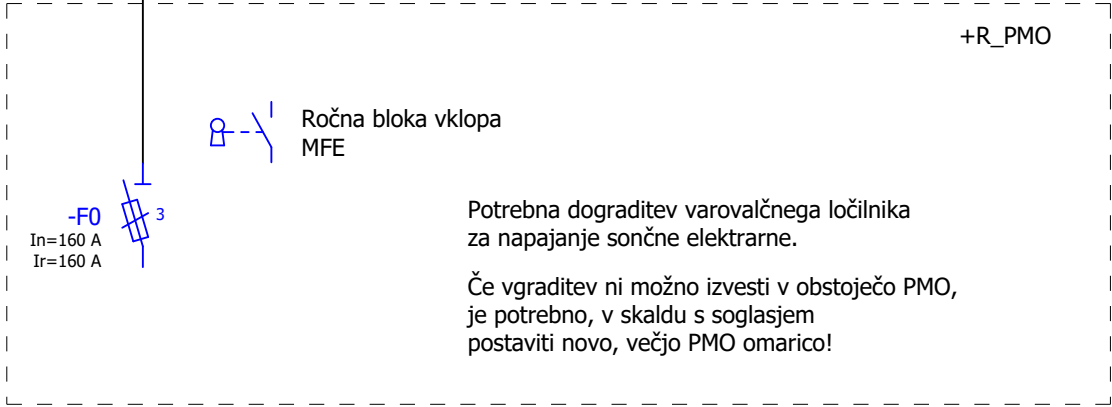 +R_PMO
Ročna bloka vklopa
MFE
-F0
3
In=160 A
Ir=160 A
Potrebna dograditev varovalčnega ločilnika
za napajanje sončne elektrarne.
Če vgraditev ni možno izvesti v obstoječo PMO,
je potrebno, v skaldu s soglasjem
postaviti novo, večjo PMO omarico!